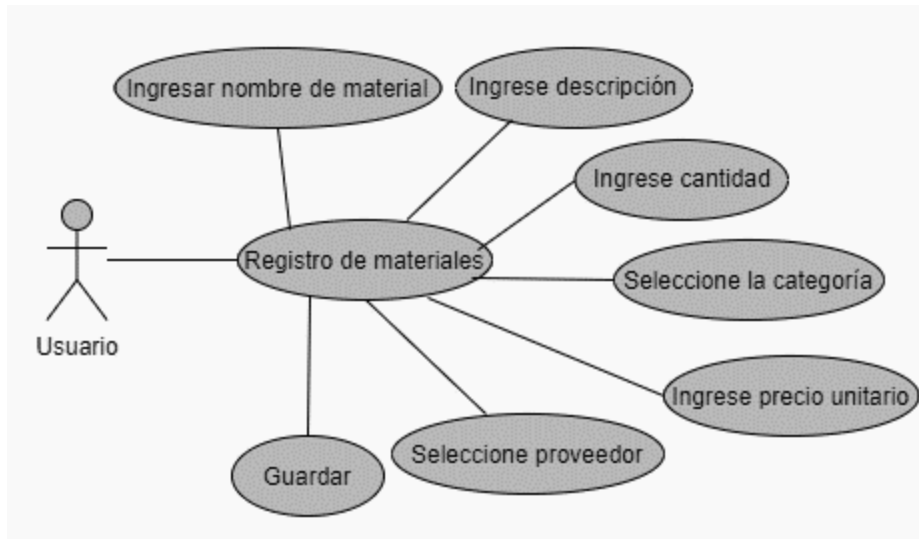 Ingresar nombre de material
Ingrese descripción
Ingrese cantidad
Registro de materiales
Seleccione la categoría
Usuario
Ingrese precio unitario
Seleccione proveedor
Guardar